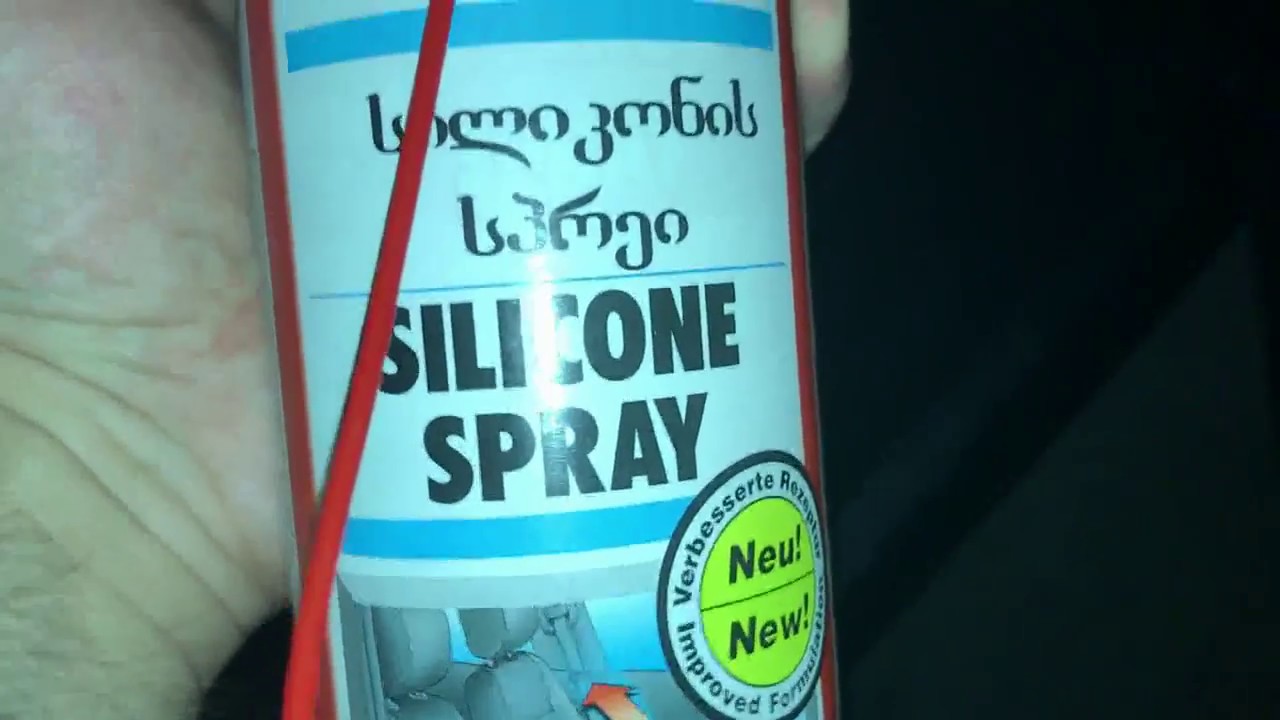 სილიკონის
სპრეი
SILICONE
SPRAY
Verbesserte Rezeptur
Neu!
New!
Improved Formulation